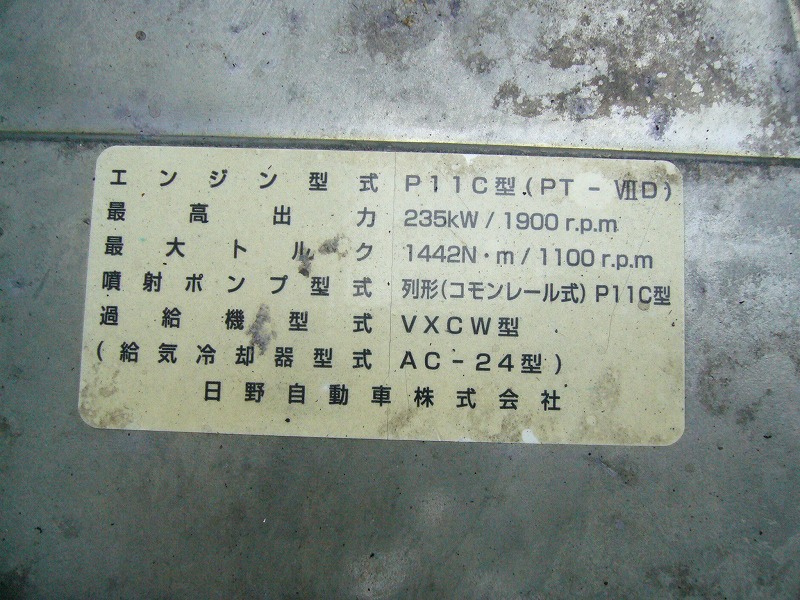 エンジン型式 P11C型(PT-ⅦD)
最高出力 235kW/1900r.p.m
最大トルク 1442N・m/1100r.p.m
噴射ポンプ型式 列形(コモンレール式)P11C型
過給機型式 VXCW型
(給気冷却器型式 AC-24型)
日野自動車株式会社